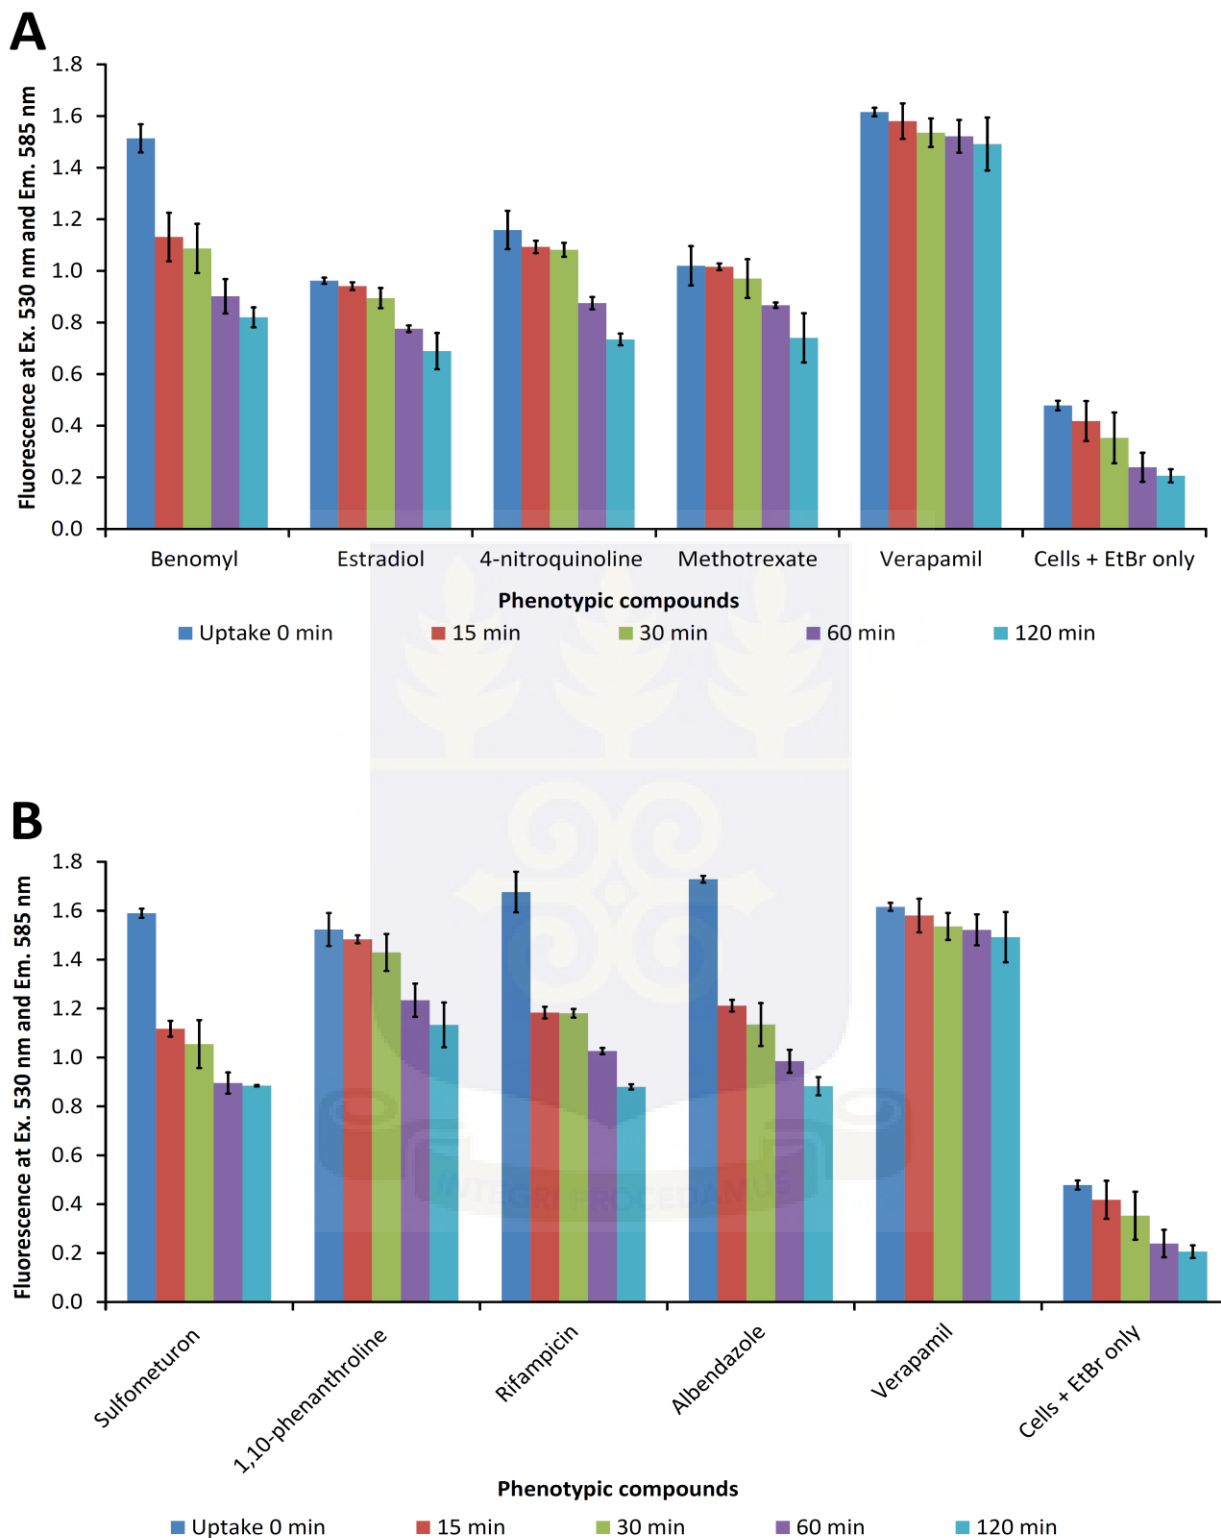 A
Fluorescence at Ex. 530 nm and Em. 585 nm
1.8
1.6
1.4
1.2
1.0
0.8
0.6
0.4
0.2
0.0
Benomyl Estradiol 4-nitroquinoline Methotrexate Verapamil Cells + EtBr only
Phenotypic compounds
Uptake 0 min 15 min 30 min 60 min 120 min
B
Fluorescence at Ex. 530 nm and Em. 585 nm
1.8
1.6
1.4
1.2
1.0
0.8
0.6
0.4
0.2
0.0
INTEGRI PROCEDAMUS
Sulfometuron 1,10-phenanthroline Rifampicin Albendazole Verapamil Cells + EtBr only
Phenotypic compounds
Uptake 0 min 15 min 30 min 60 min 120 min